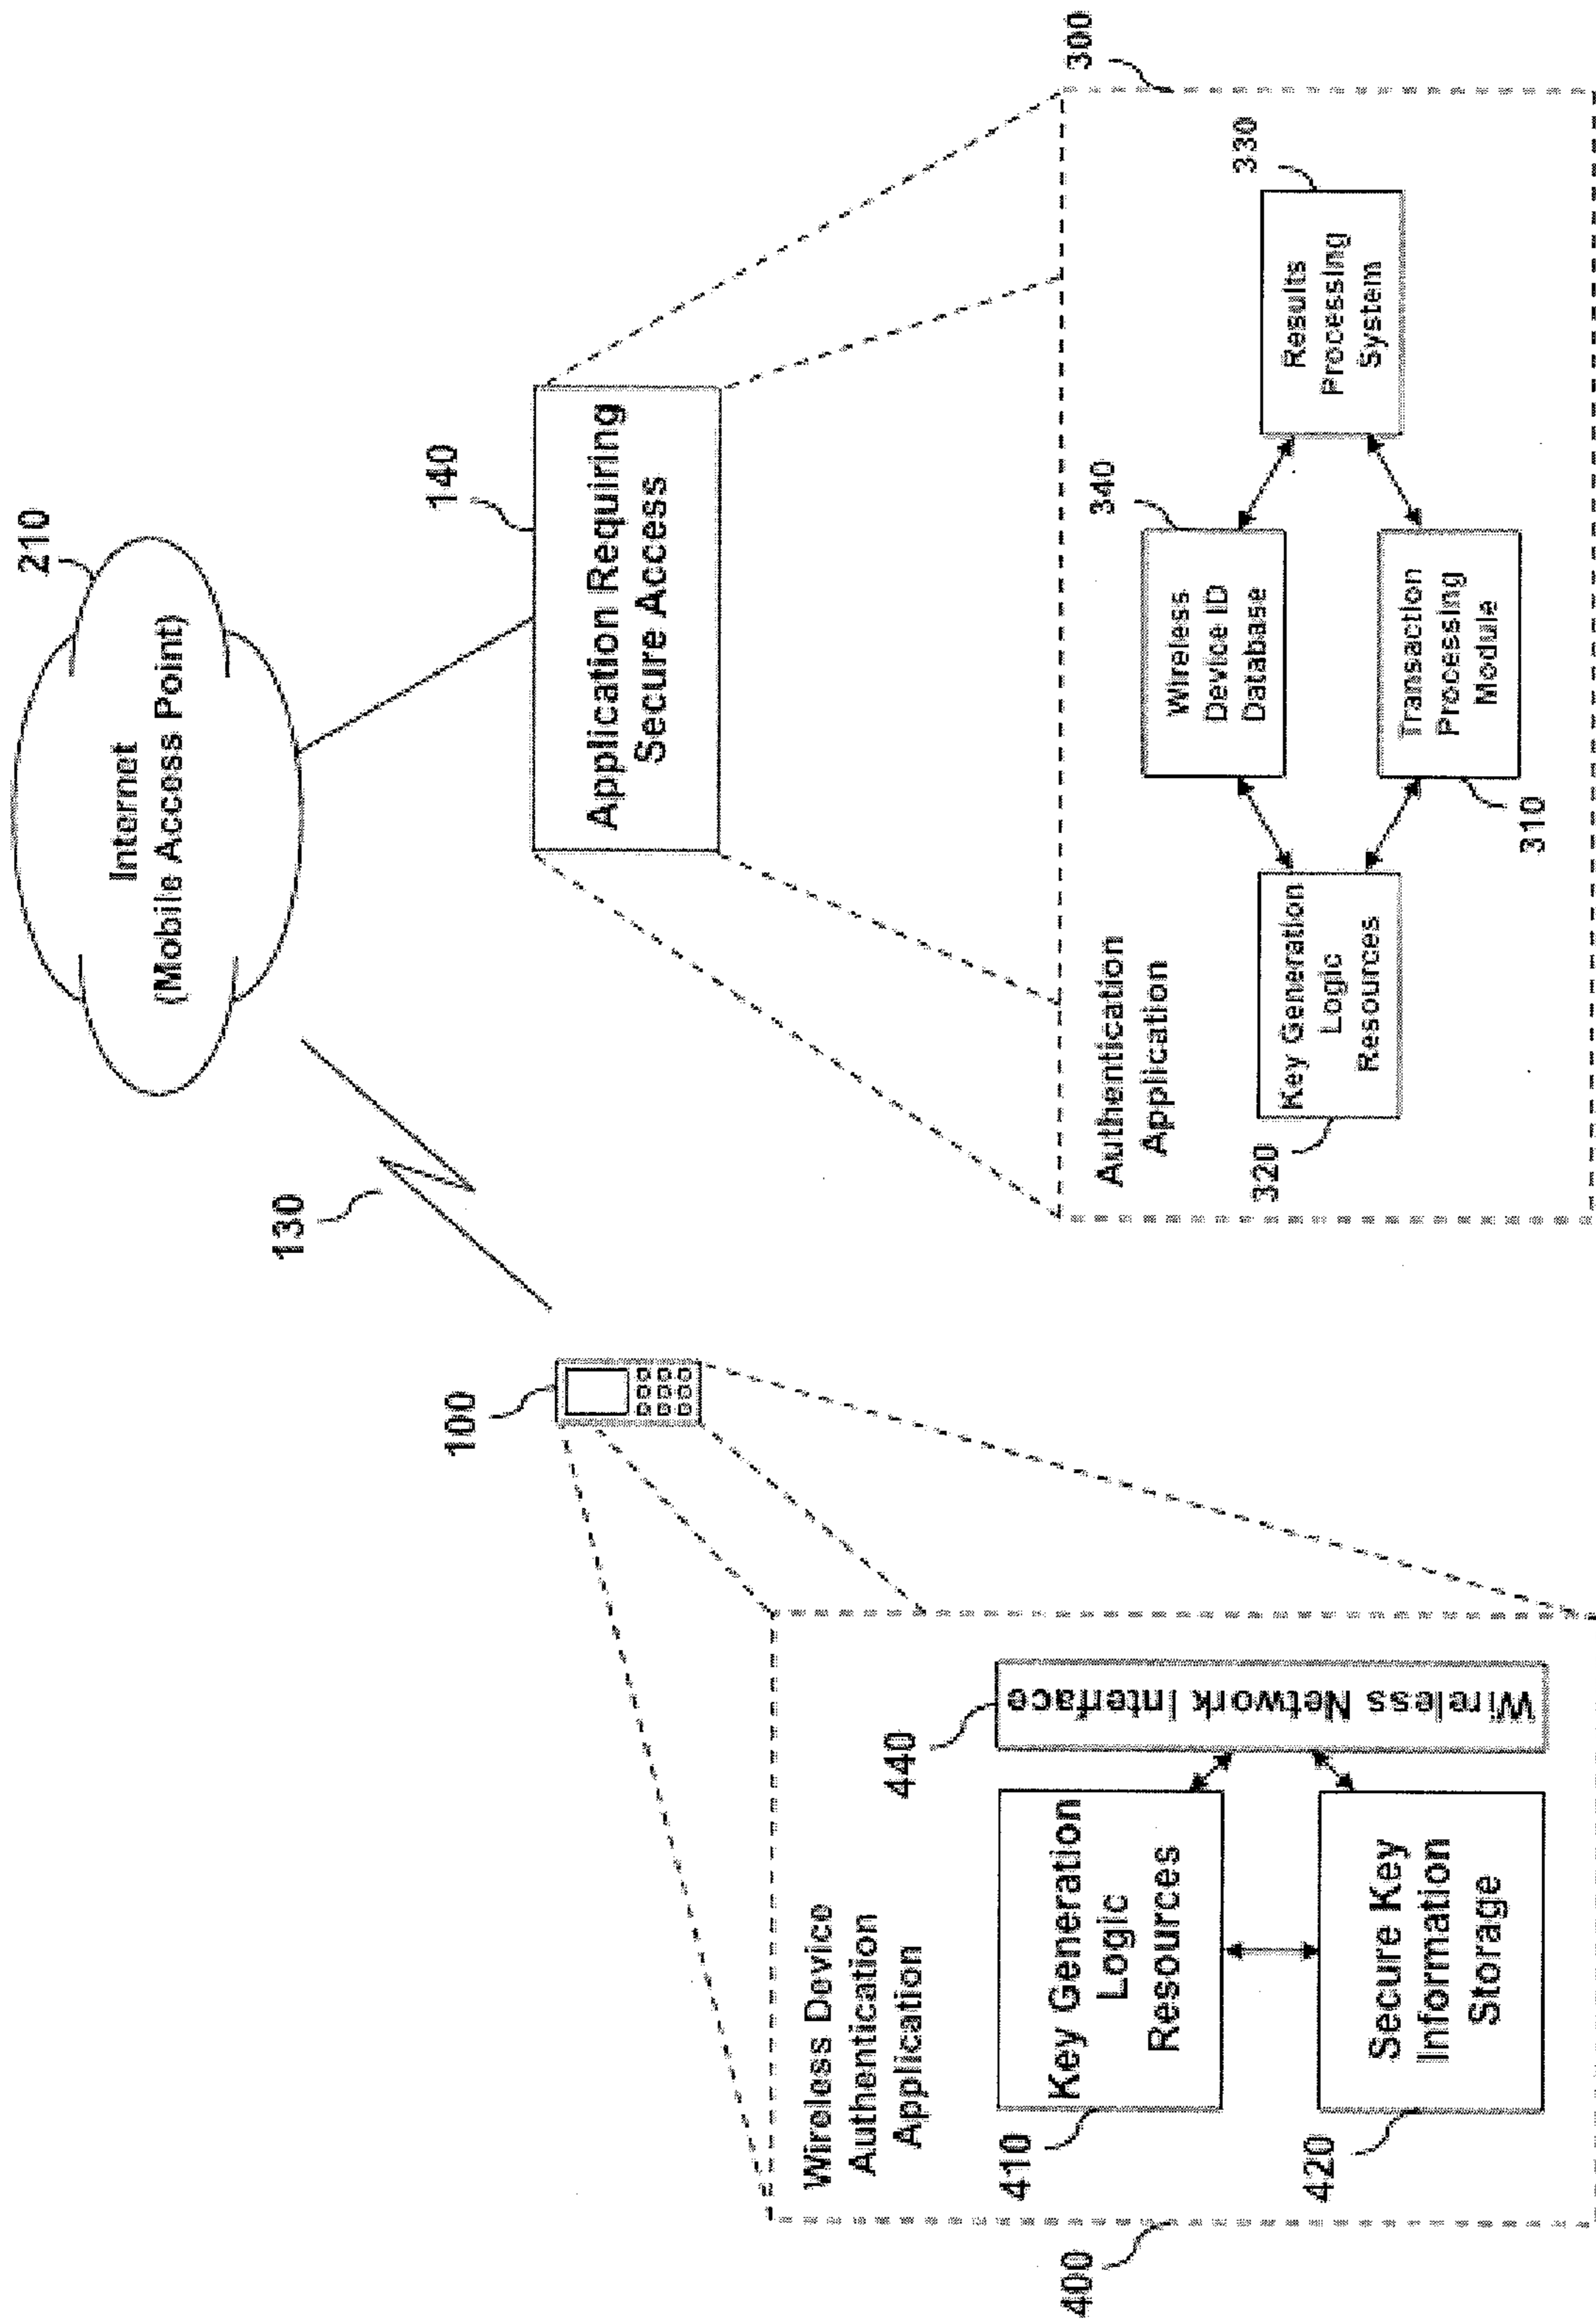 210
Internet
(Mobile Access Point)
130
140
Application Requiring
Secure Access
100
Wireless Device
Authentication
Application
440
Wireless Network Interface
410
Key Generation
Logic
Resources
420
Secure Key
Information
Storage
400
300
Authentication
Application
320
Key Generation
Logic
Resources
340
Wireless
Device ID
Database
310
Transaction
Processing
Module
330
Results
Processing
System